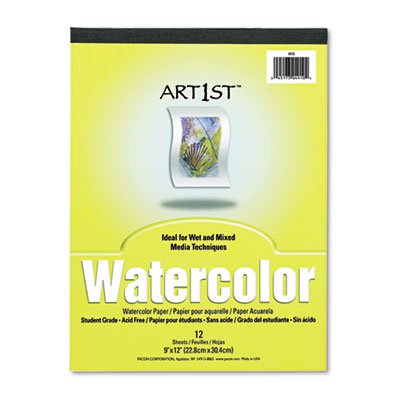 ART1ST™
Ideal for Wet and Mixed
Media Techniques
Watercolor
Watercolor Paper / Papier pour aquarelle / Paper Acuarela
Student Grade • Acid Free / Papier pour étudiants • Sans acide / Grado del estudiante • Sin ácido
12
Sheets / Feuilles / Hojas
9" x 12" (22.8cm x 30.4cm)